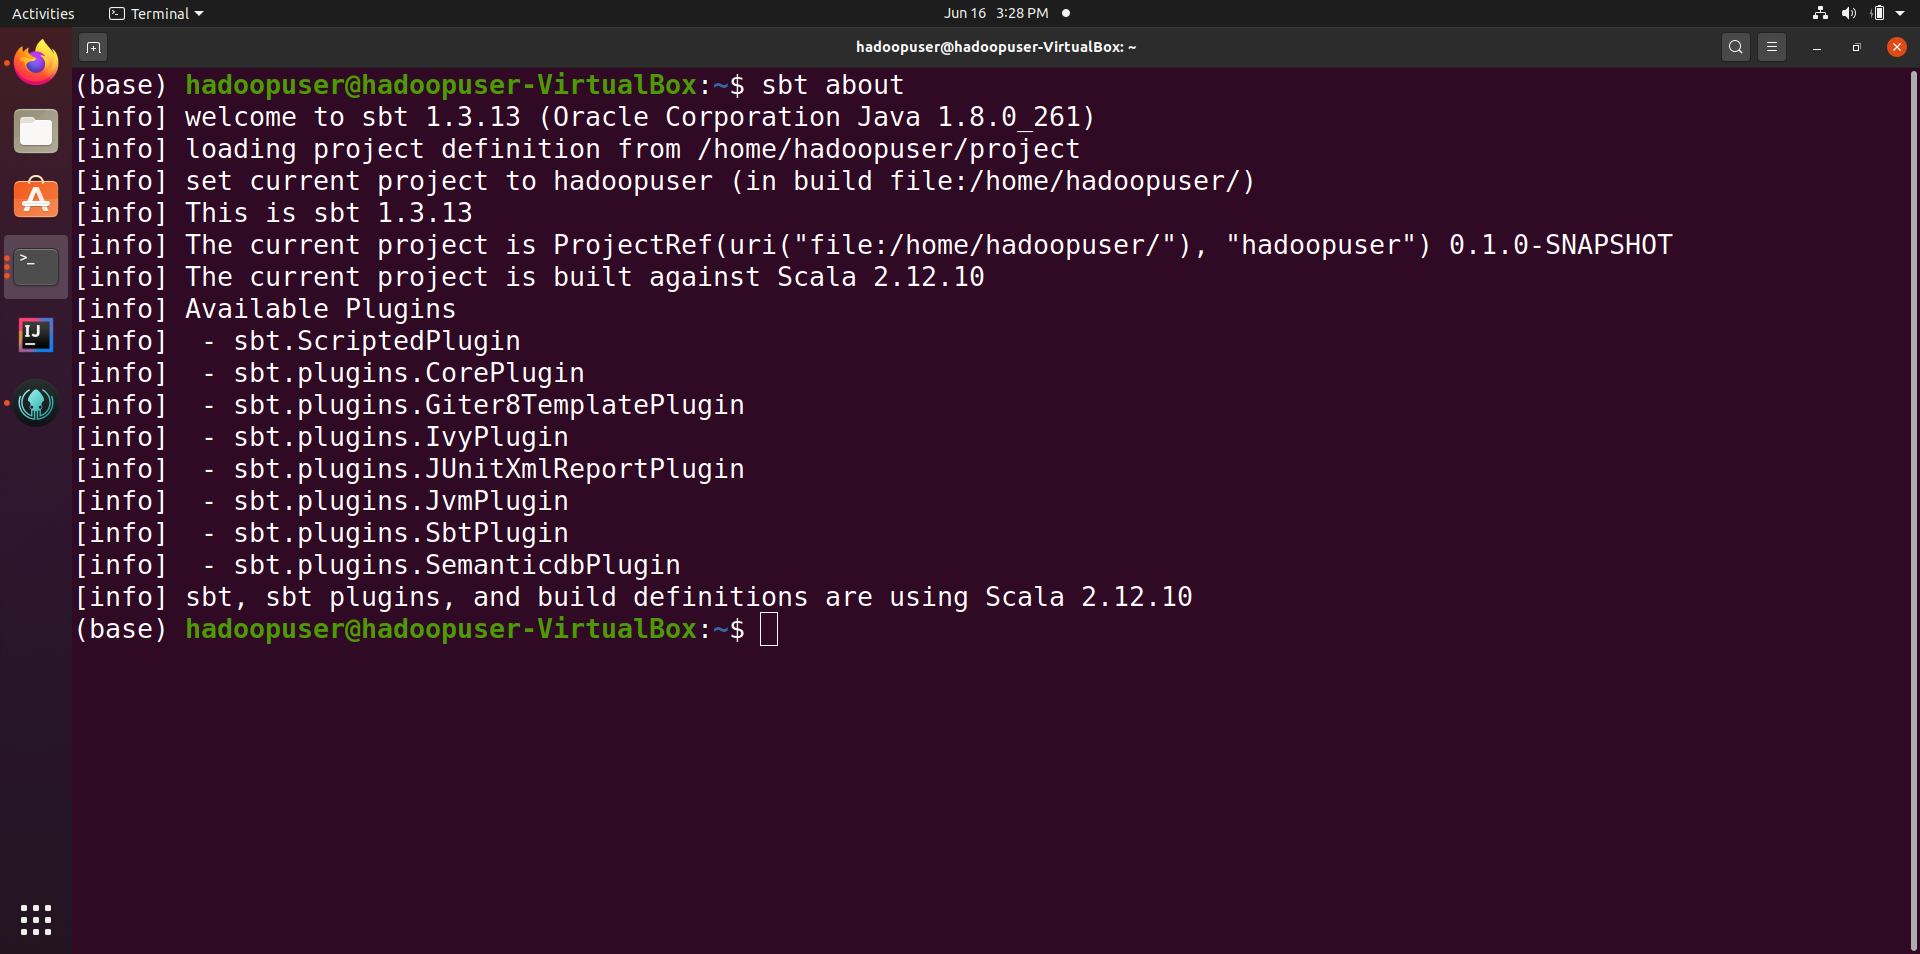 Activities Terminal Jun 16 3:28 PM
hadoopuser@hadoopuser-VirtualBox: ~
(base) hadoopuser@hadoopuser-VirtualBox:~$ sbt about
[info] welcome to sbt 1.3.13 (Oracle Corporation Java 1.8.0_261)
[info] loading project definition from /home/hadoopuser/project
[info] set current project to hadoopuser (in build file:/home/hadoopuser/)
[info] This is sbt 1.3.13
[info] The current project is ProjectRef(uri("file:/home/hadoopuser/"), "hadoopuser") 0.1.0-SNAPSHOT
[info] The current project is built against Scala 2.12.10
[info] Available Plugins
[info]  - sbt.ScriptedPlugin
[info]  - sbt.plugins.CorePlugin
[info]  - sbt.plugins.Giter8TemplatePlugin
[info]  - sbt.plugins.IvyPlugin
[info]  - sbt.plugins.JUnitXmlReportPlugin
[info]  - sbt.plugins.JvmPlugin
[info]  - sbt.plugins.SbtPlugin
[info]  - sbt.plugins.SemanticdbPlugin
[info] sbt, sbt plugins, and build definitions are using Scala 2.12.10
(base) hadoopuser@hadoopuser-VirtualBox:~$
IJ